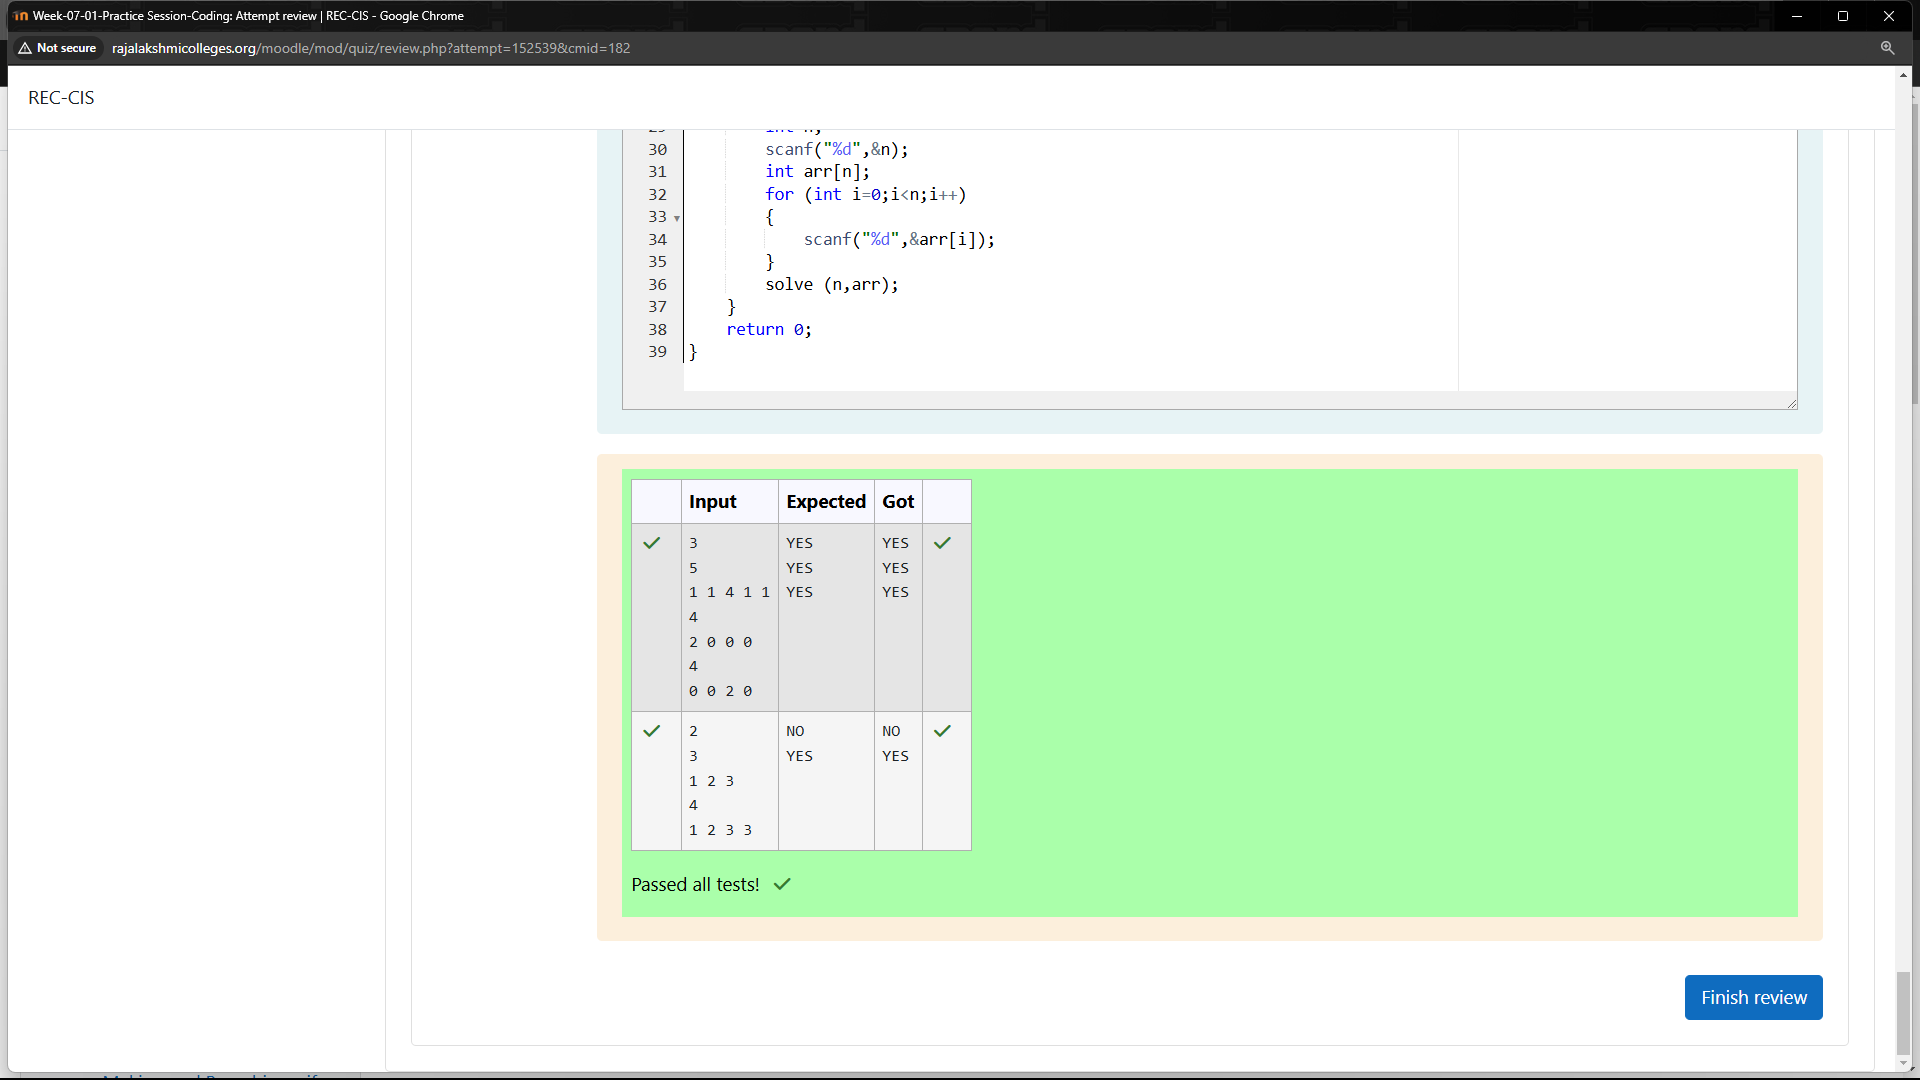 Week-07-01-Practice Session-Coding: Attempt review | REC-CIS - Google Chrome
Not secure rajalakshmicolleges.org/moodle/mod/quiz/review.php?attempt=152539&cmid=182
REC-CIS
30 scanf("%d",&n);
31 int arr[n];
32 for (int i=0;i<n;i++)
33 {
34 scanf("%d",&arr[i]);
35 }
36 solve (n,arr);
37 }
38 return 0;
39 }
Input Expected Got
3 YES YES
5 YES YES
1 1 4 1 1 YES YES
4
2 0 0 0
4
0 0 2 0
2 NO NO
3 YES YES
1 2 3
4
1 2 3 3
Passed all tests!
Finish review